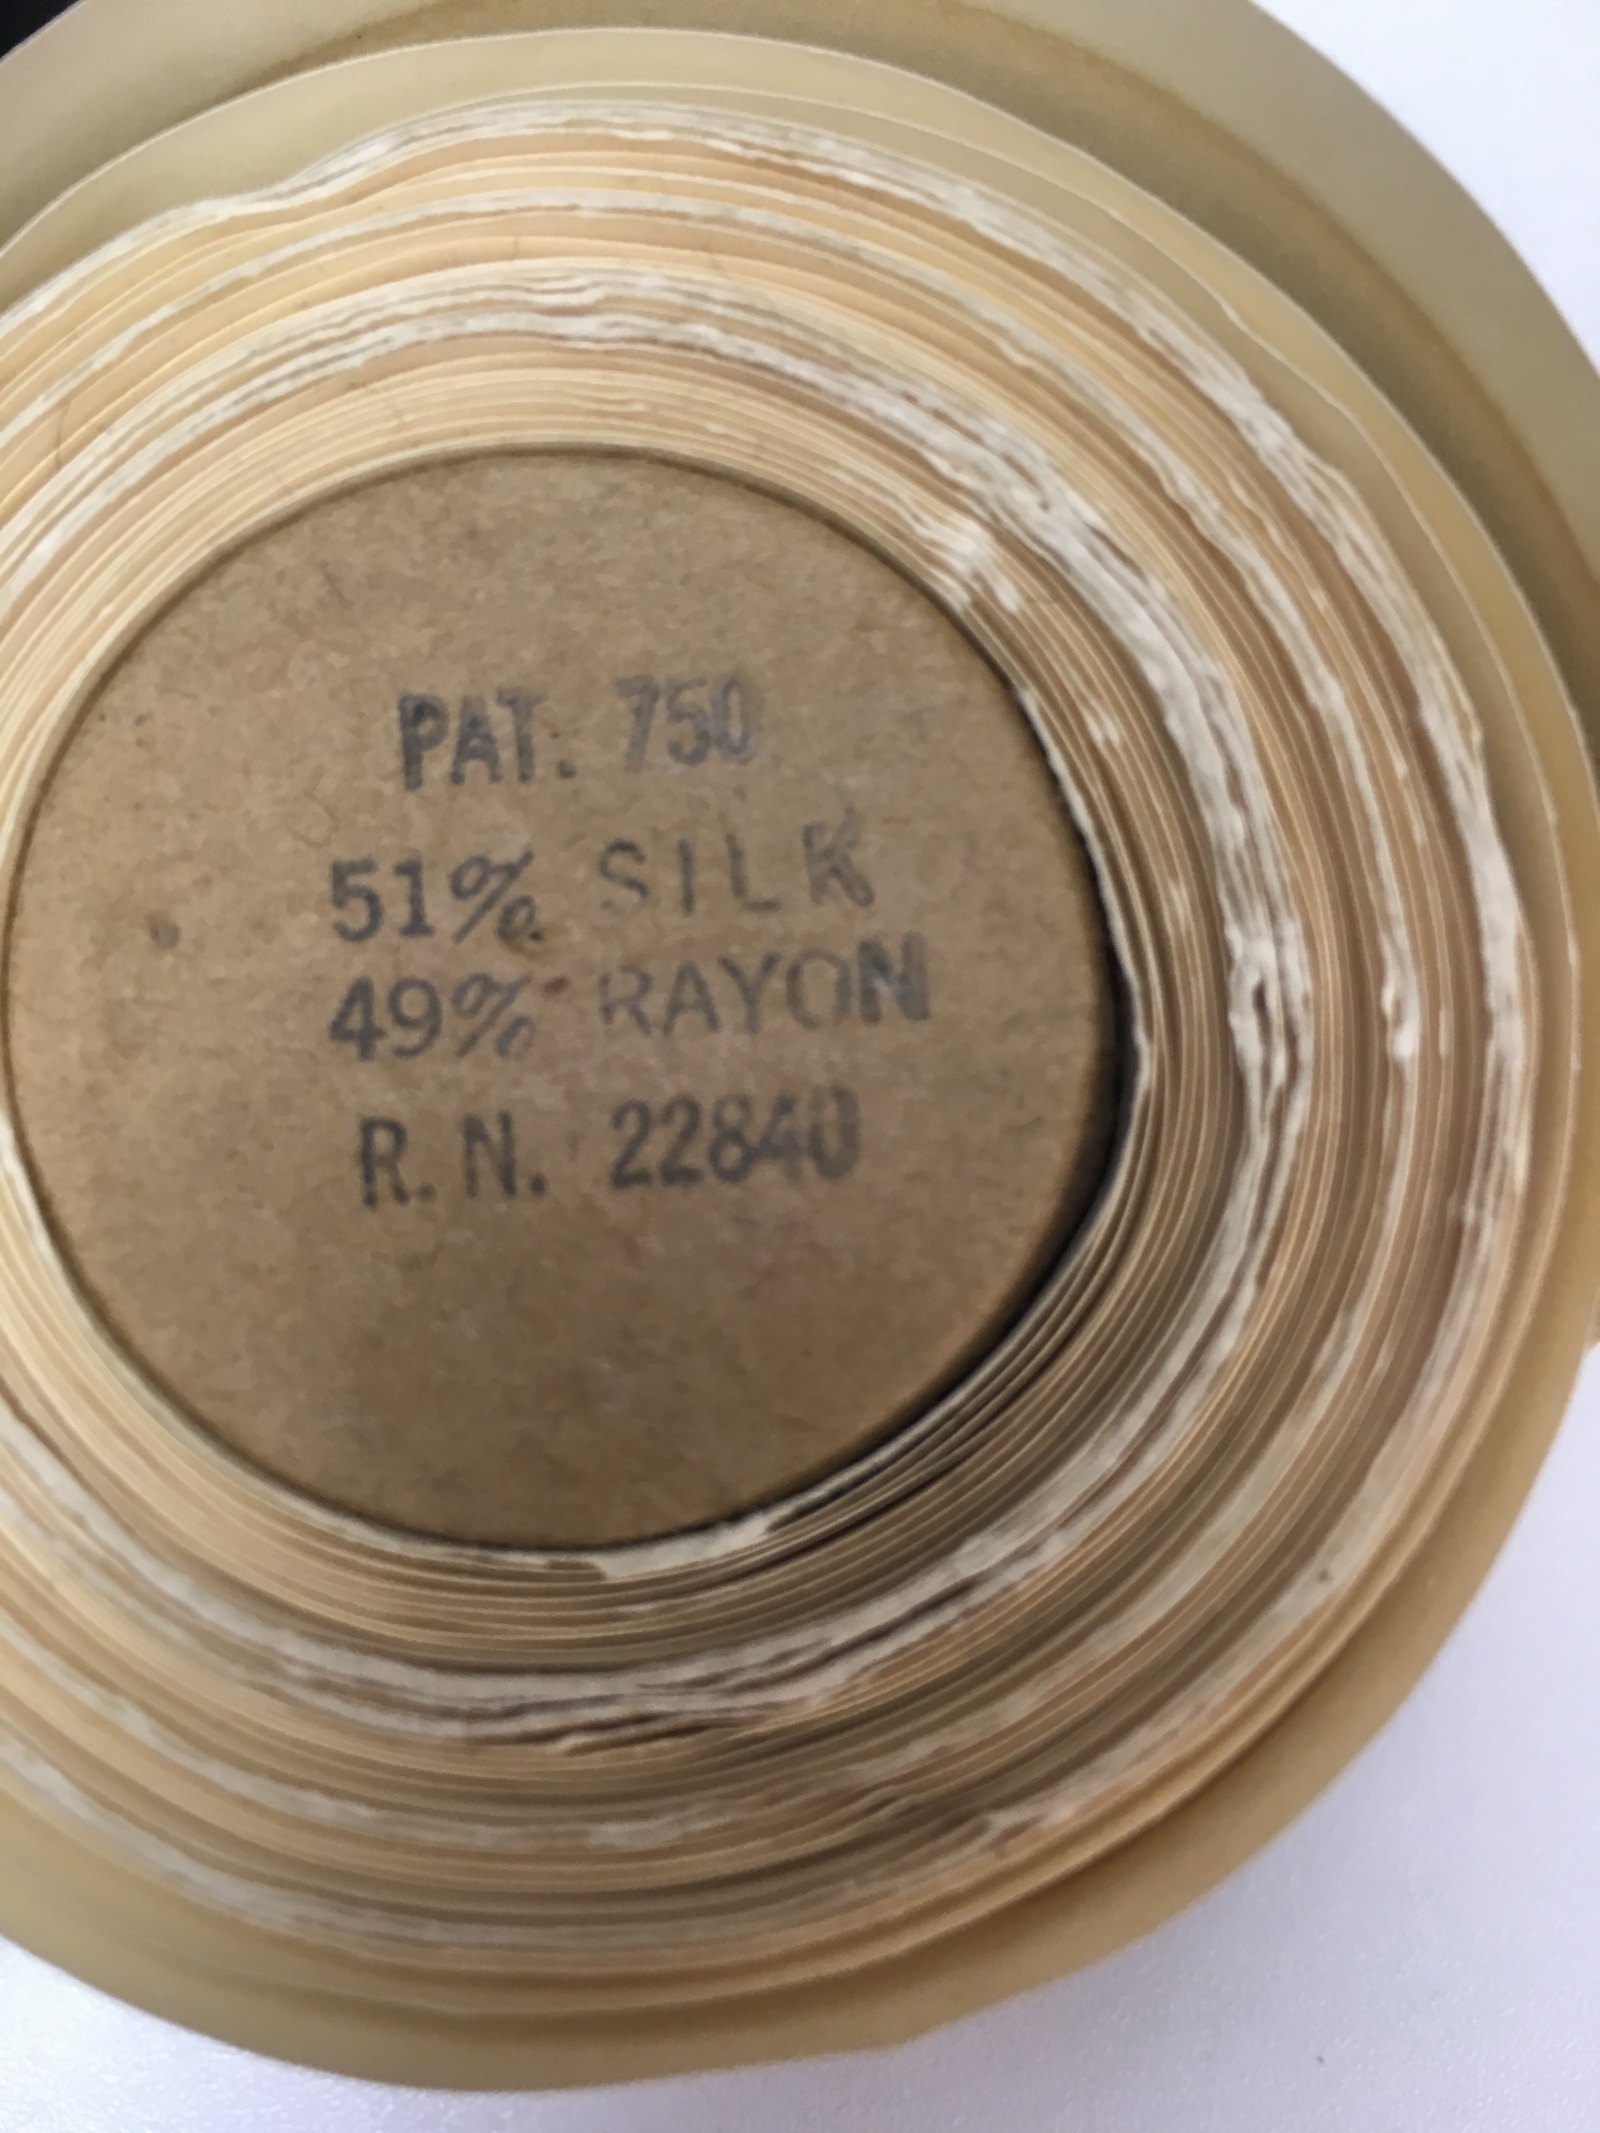 PAT. 750
51% SILK
49% RAYON
R.N. 22840